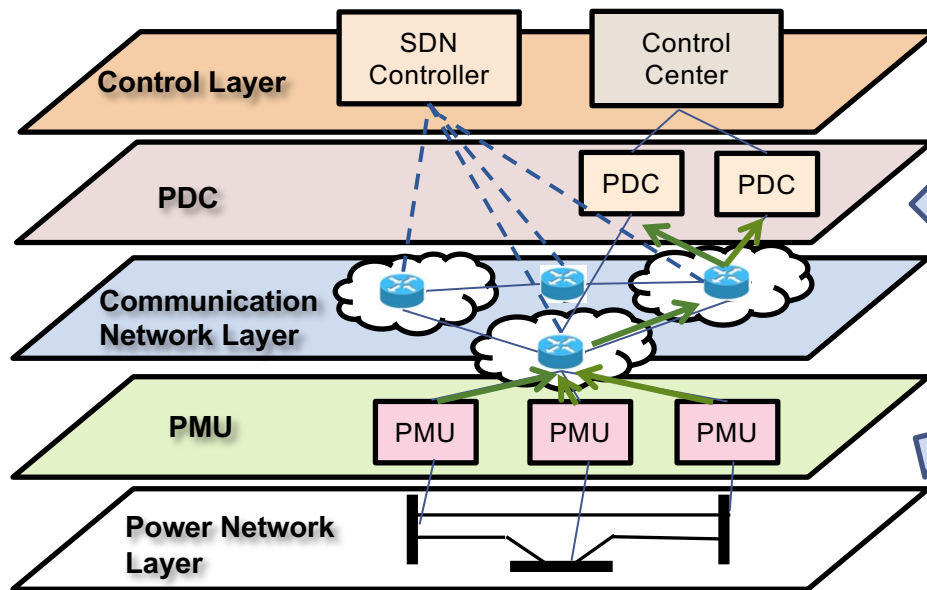 SDN
Controller
Control
Center
Control Layer
PDC
PDC
PDC
Communication
Network Layer
PMU
PMU
PMU
PMU
Power Network
Layer